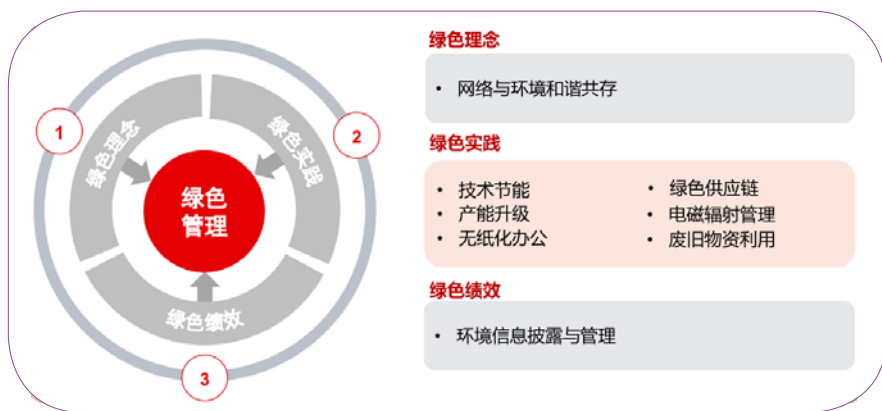 1
绿色理念
2
绿色实践
绿色
管理
绿色绩效
3
绿色理念
• 网络与环境和谐共存
绿色实践
• 技术节能
• 产能升级
• 无纸化办公
• 绿色供应链
• 电磁辐射管理
• 废旧物资利用
绿色绩效
• 环境信息披露与管理